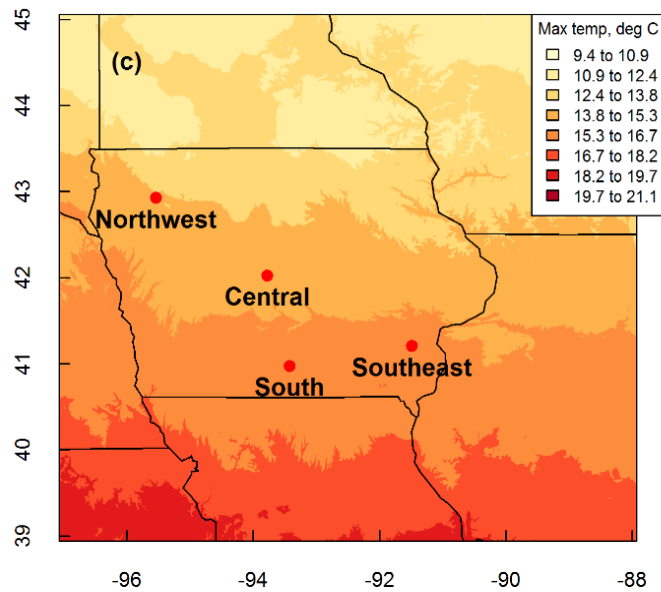 (c)
Max temp, deg C
9.4 to 10.9
10.9 to 12.4
12.4 to 13.8
13.8 to 15.3
15.3 to 16.7
16.7 to 18.2
18.2 to 19.7
19.7 to 21.1
45
44
43
42
41
40
39
Northwest
Central
Southeast
South
-96
-94
-92
-90
-88